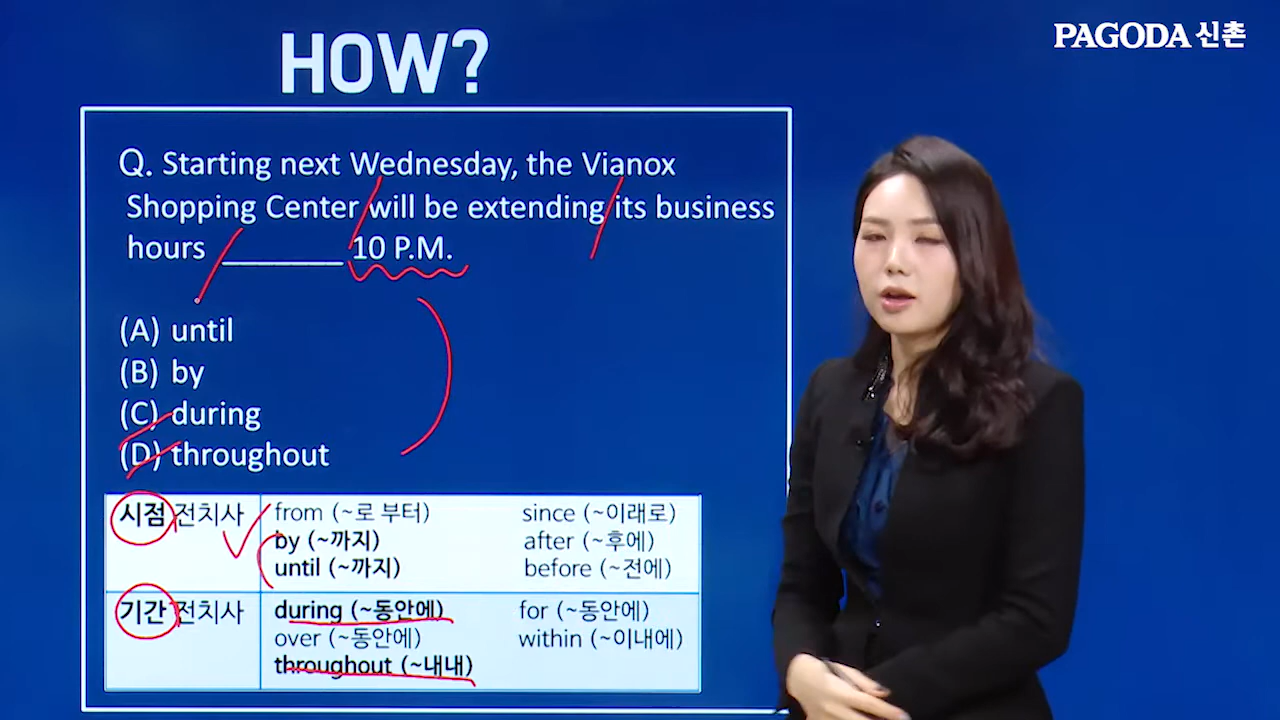 PAGODA 신촌
HOW?
Q. Starting next Wednesday, the Vianox
Shopping Center will be extending its business
hours ________ 10 P.M.
(A) until
(B) by
(C) during
(D) throughout
시점 전치사
from (~로 부터) since (~이래로)
by (~까지) after (~후에)
until (~까지) before (~전에)
기간 전치사
during (~동안에) for (~동안에)
over (~동안에) within (~이내에)
throughout (~내내)